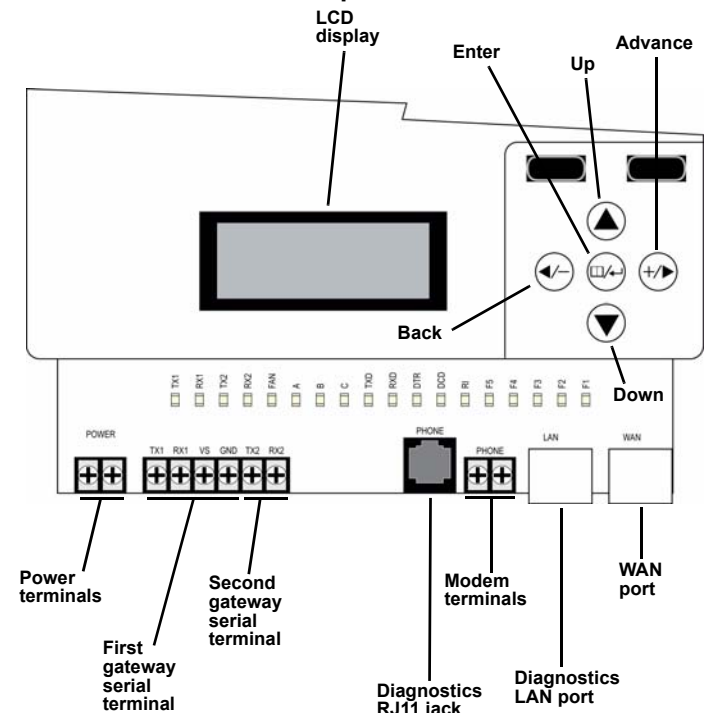 LCD
display
Enter
Up
Advance
◀/−
+/▶
Back
Down
TX1 RX1 TX2 RX2 FAN A B C TXD RXD DTR DCD RI F5 F4 F3 F2 F1
POWER
TX1 RX1 VS GND TX2 RX2
PHONE
PHONE
LAN
WAN
Power
terminals
First
gateway
serial
terminal
Second
gateway
serial
terminal
Diagnostics
RJ11 jack
Modem
terminals
Diagnostics
LAN port
WAN
port